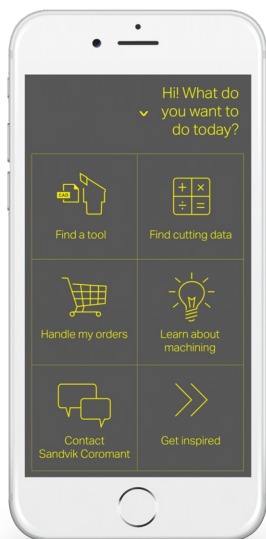 Hi! What do
you want to
do today?
CAD
Find a tool
Find cutting data
Handle my orders
Learn about
machining
Contact
Sandvik Coromant
Get inspired